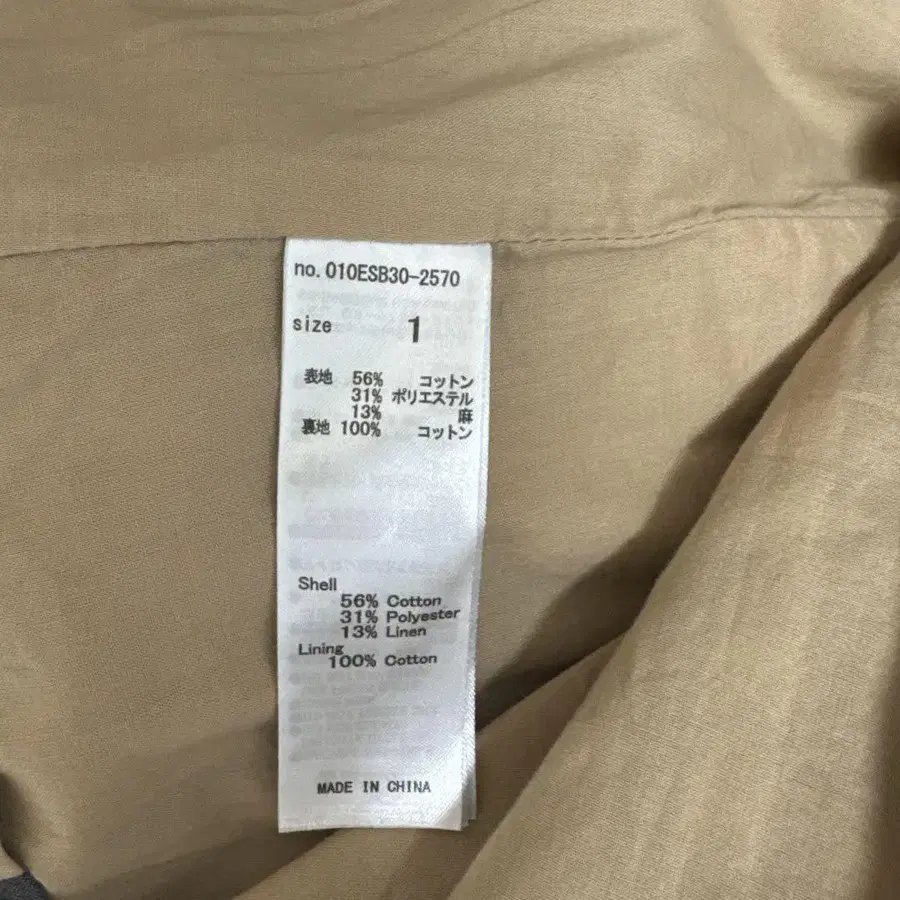 no. 010ESB30-2570
size 1
表地 56% コットン
31% ポリエステル
13% 麻
裏地 100% コットン
Shell
56% Cotton
31% Polyester
13% Linen
Lining
100% Cotton
MADE IN CHINA